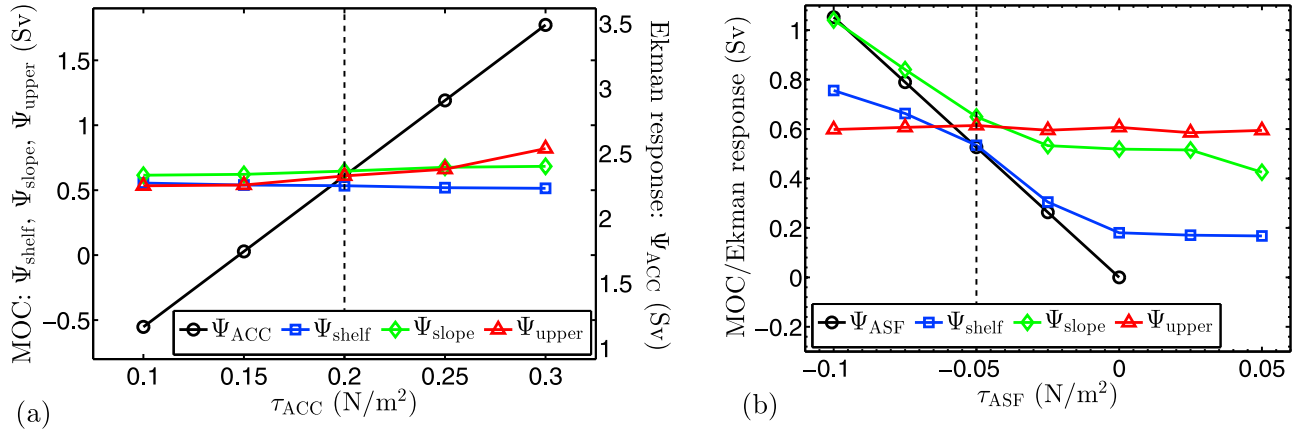 MOC: Ψshelf, Ψslope, Ψupper (Sv)
1.5
1
0.5
0
−0.5
3.5
3
2.5
2
1.5
1
Ekman response: ΨACC (Sv)
ΨACC Ψshelf Ψslope Ψupper
0.1 0.15 0.2 0.25 0.3
τACC (N/m²)
(a)
MOC/Ekman response (Sv)
1
0.8
0.6
0.4
0.2
0
−0.2
ΨASF Ψshelf Ψslope Ψupper
−0.1 −0.05 0 0.05
τASF (N/m²)
(b)